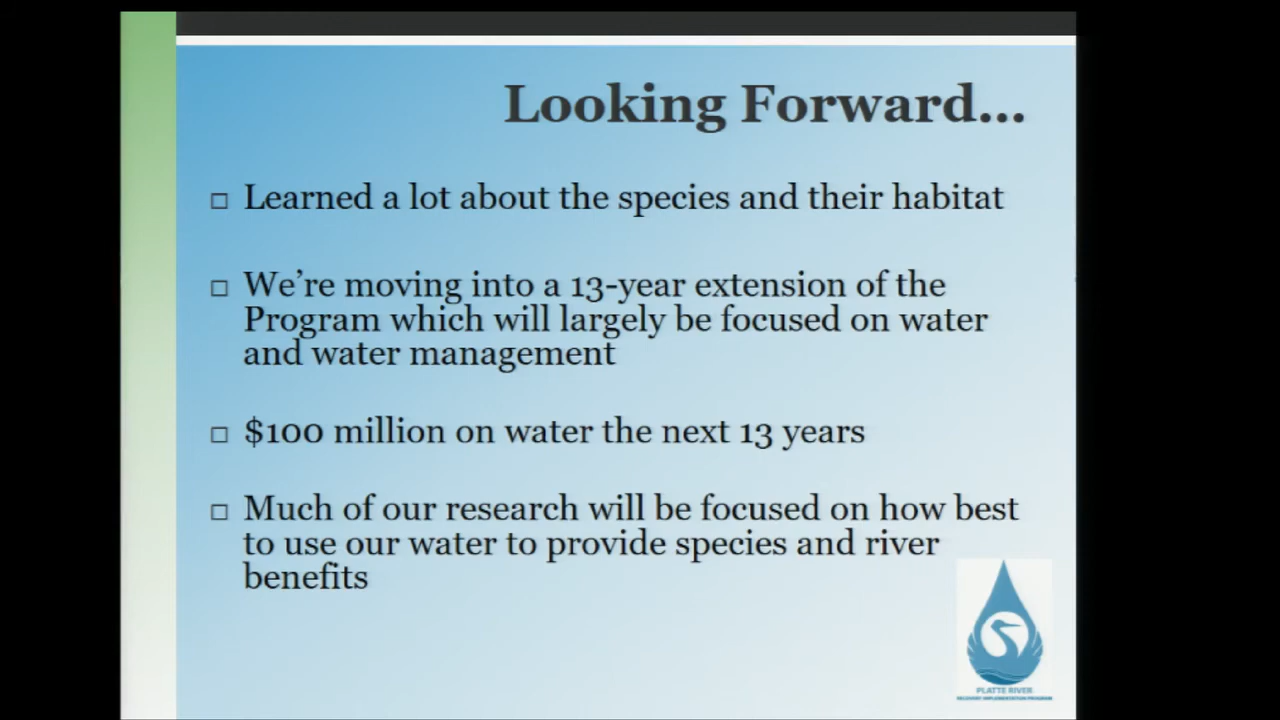 Looking Forward...
□ Learned a lot about the species and their habitat
□ We're moving into a 13-year extension of the
Program which will largely be focused on water
and water management
□ $100 million on water the next 13 years
□ Much of our research will be focused on how best
to use our water to provide species and river
benefits
PLATTE RIVER
RECOVERY IMPLEMENTATION PROGRAM